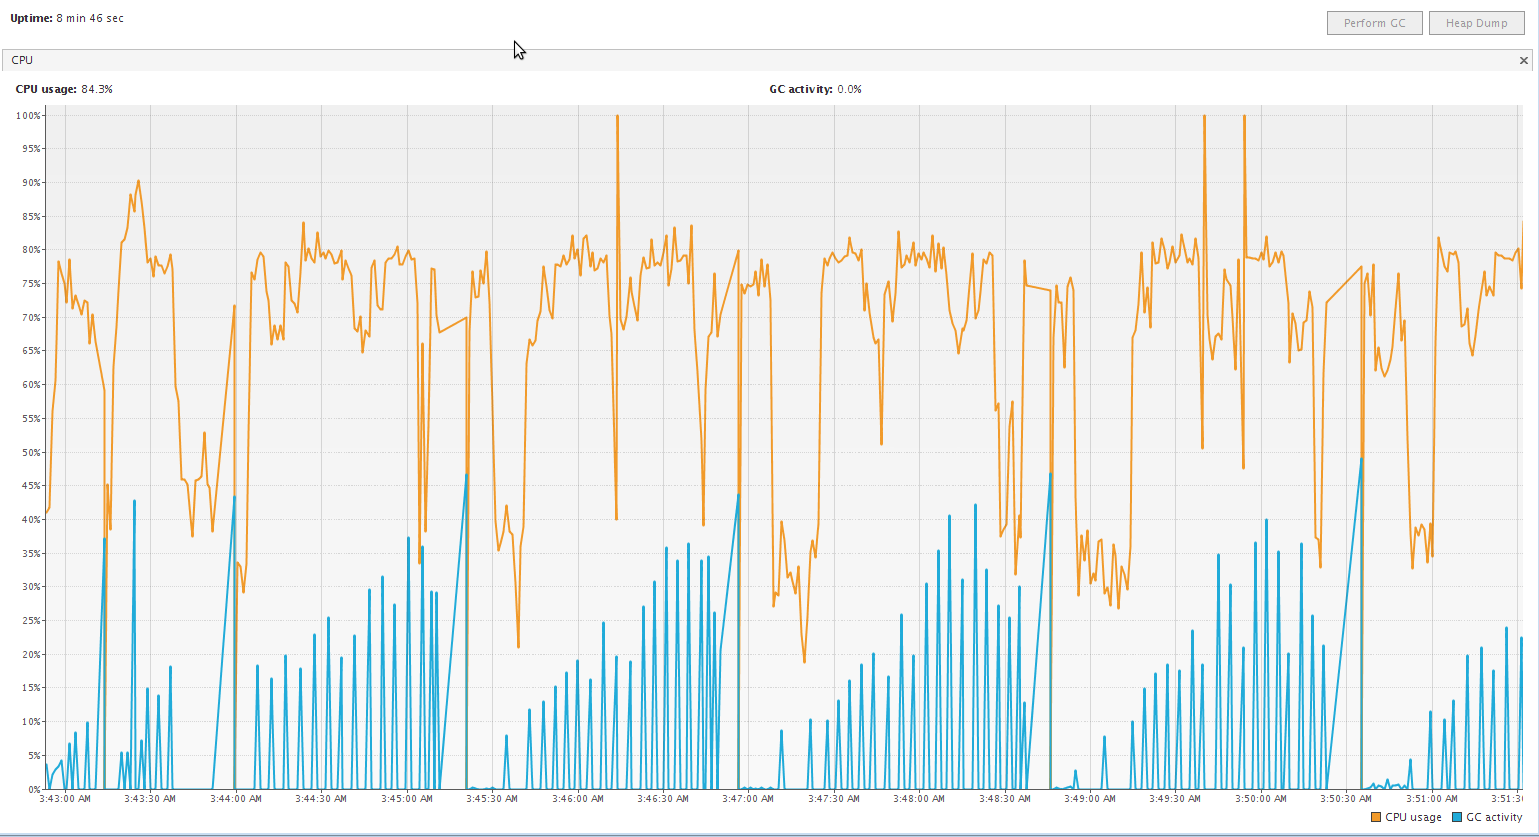 Uptime: 8 min 46 sec
Perform GC
Heap Dump
CPU
CPU usage: 84.3%
GC activity: 0.0%
100%
95%
90%
85%
80%
75%
70%
65%
60%
55%
50%
45%
40%
35%
30%
25%
20%
15%
10%
5%
0%
3:43:00 AM
3:43:30 AM
3:44:00 AM
3:44:30 AM
3:45:00 AM
3:45:30 AM
3:46:00 AM
3:46:30 AM
3:47:00 AM
3:47:30 AM
3:48:00 AM
3:48:30 AM
3:49:00 AM
3:49:30 AM
3:50:00 AM
3:50:30 AM
3:51:00 AM
3:51:30
CPU usage
GC activity